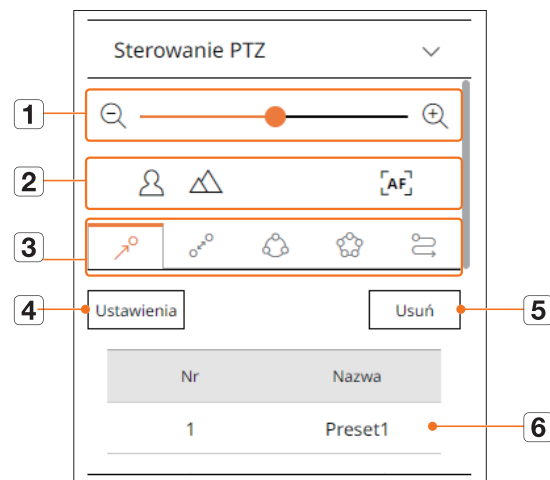 Sterowanie PTZ
1
2
AF
3
4 Ustawienia Usuń 5
Nr Nazwa
1 Preset1 6